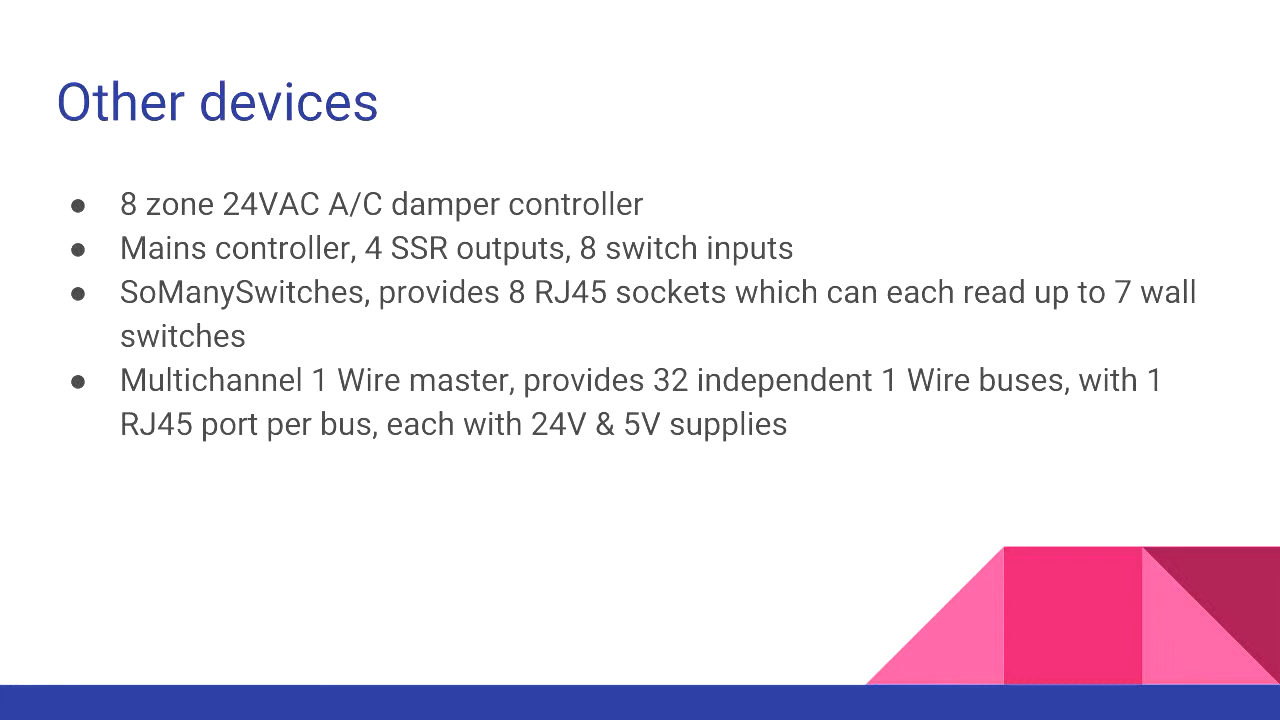 Other devices
● 8 zone 24VAC A/C damper controller
● Mains controller, 4 SSR outputs, 8 switch inputs
● SoManySwitches, provides 8 RJ45 sockets which can each read up to 7 wall
switches
● Multichannel 1 Wire master, provides 32 independent 1 Wire buses, with 1
RJ45 port per bus, each with 24V & 5V supplies